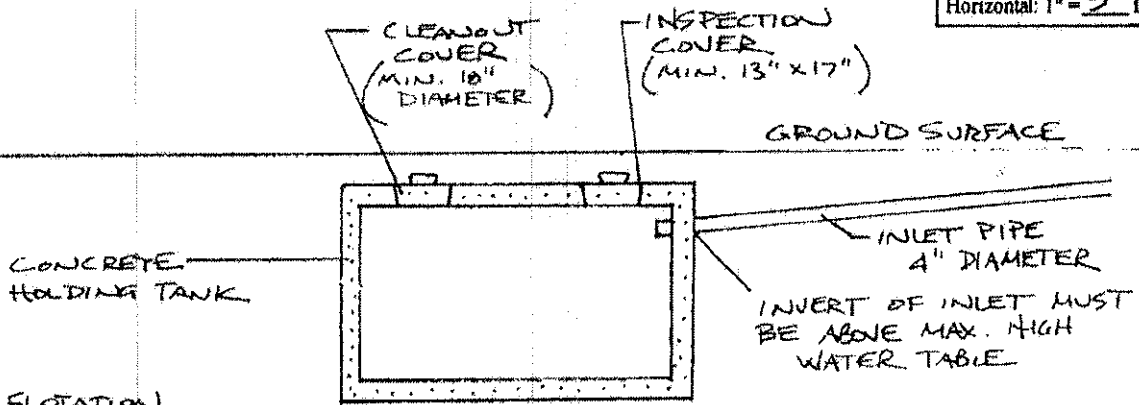 Horizontal: 1" =
CLEANOUT
COVER
(MIN. 18"
DIAMETER)
INSPECTION
COVER
(MIN. 13" x 17")
GROUND SURFACE
CONCRETE
HOLDING TANK
INLET PIPE
4" DIAMETER
INVERT OF INLET MUST
BE ABOVE MAX. HIGH
WATER TABLE
FLOTATION